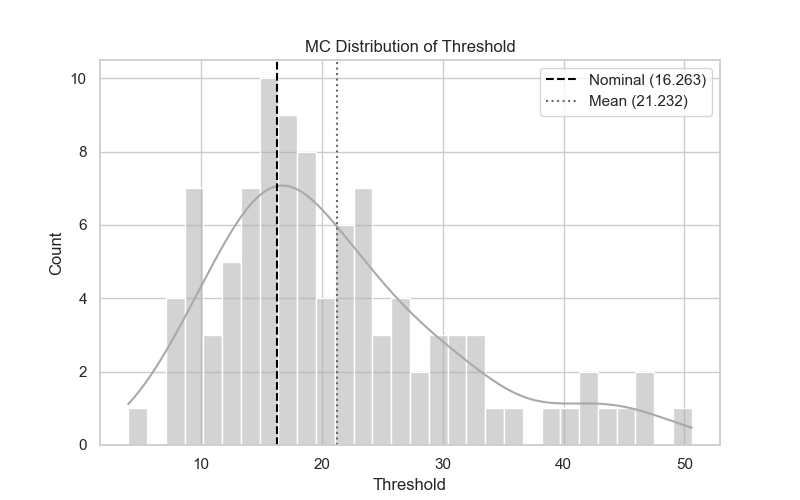 MC Distribution of Threshold
Nominal (16.263)
Mean (21.232)
10
8
6
4
2
0
Count
10 20 30 40 50
Threshold